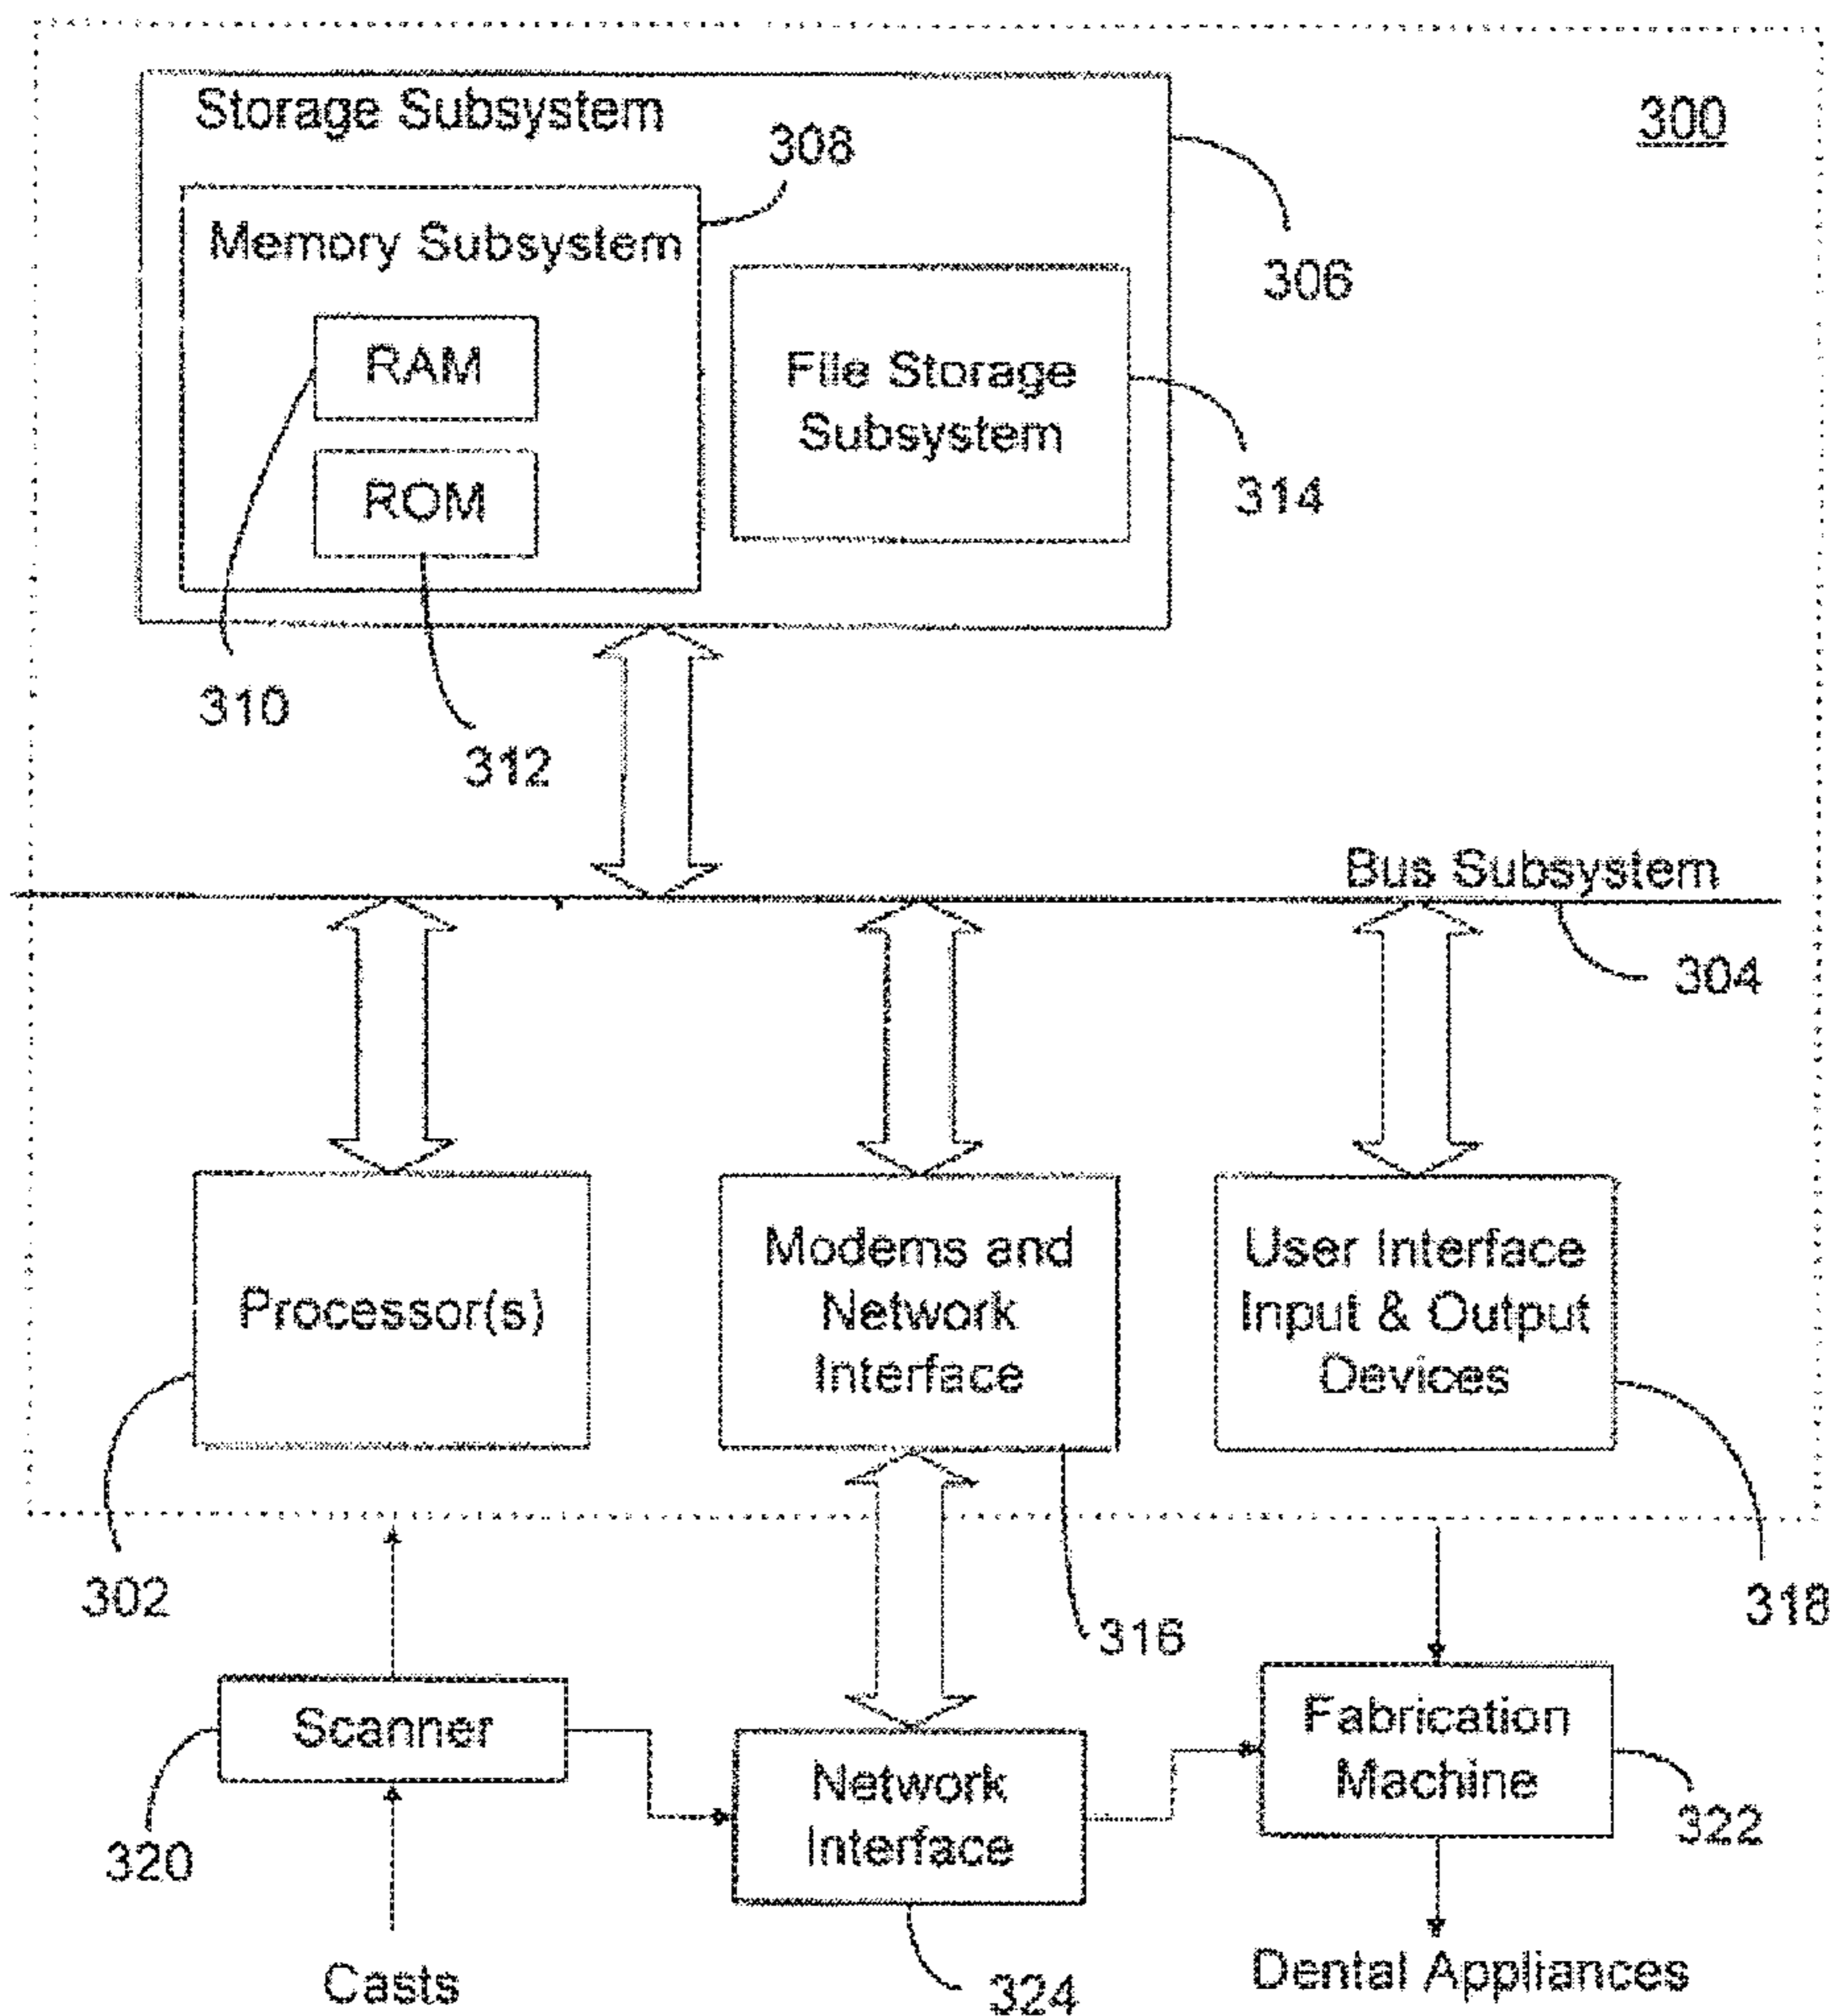 Storage Subsystem
300
308
Memory Subsystem
306
RAM
File Storage
Subsystem
ROM
314
310
312
Bus Subsystem
304
Processor(s)
Modems and
Network
Interface
User Interface
Input & Output
Devices
302
316
318
Scanner
Fabrication
Machine
Network
Interface
320
322
Casts
324
Dental Appliances